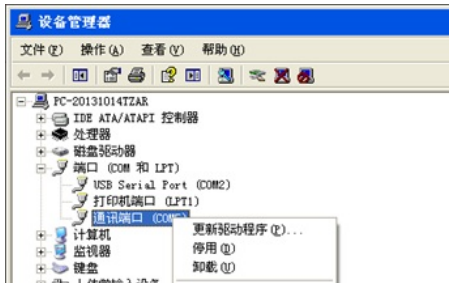 设备管理器
文件(F) 操作(A) 查看(V) 帮助(H)
PC-20131014TZAR
IDE ATA/ATAPI 控制器
处理器
磁盘驱动器
端口 (COM 和 LPT)
USB Serial Port (COM2)
打印机端口 (LPT1)
通讯端口
更新驱动程序(P)...
计算机
停用(D)
监视器
卸载(U)
键盘